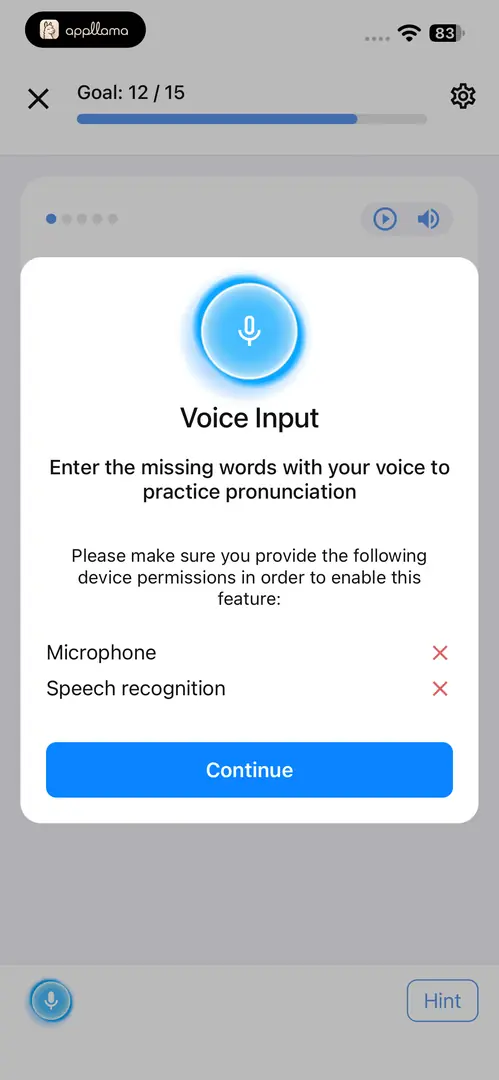 appllama
83
Goal: 12 / 15
Voice Input
Enter the missing words with your voice to
practice pronunciation
Please make sure you provide the following
device permissions in order to enable this
feature:
Microphone
Speech recognition
Continue
Hint